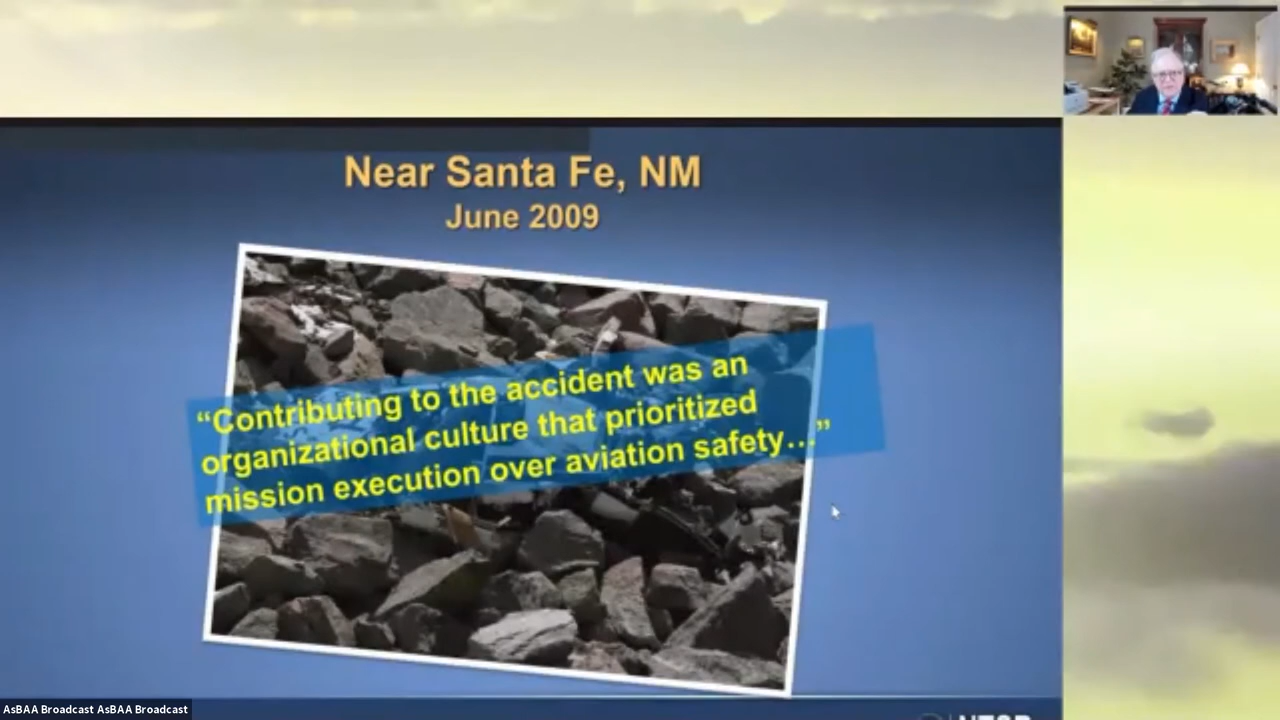 Near Santa Fe, NM
June 2009
“Contributing to the accident was an
organizational culture that prioritized
mission execution over aviation safety…”
AsBAA Broadcast AsBAA Broadcast